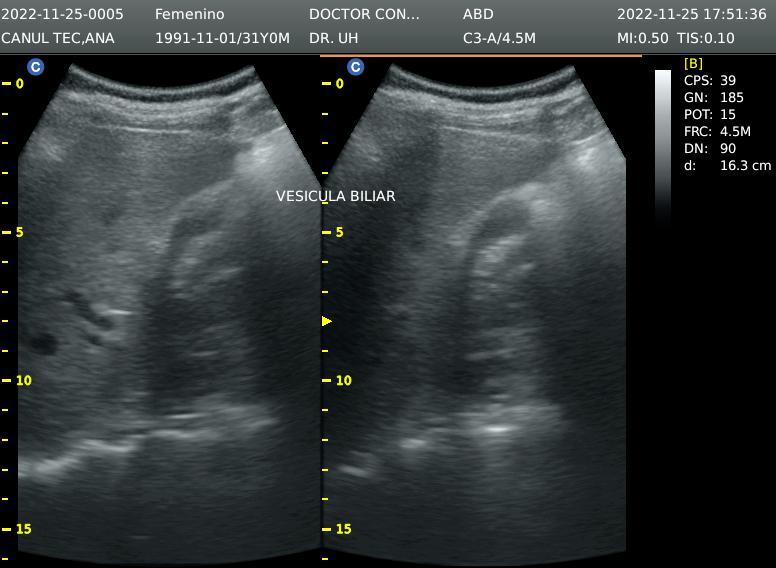 2022-11-25-0005 Femenino DOCTOR CON... ABD 2022-11-25 17:51:36
CANUL TEC,ANA 1991-11-01/31Y0M DR. UH C3-A/4.5M MI:0.50 TIS:0.10
C C
[B]
0 0
CPS: 39
GN: 185
POT: 15
FRC: 4.5M
DN: 90
d: 16.3 cm
VESICULA BILIAR
5 5
10 10
15 15